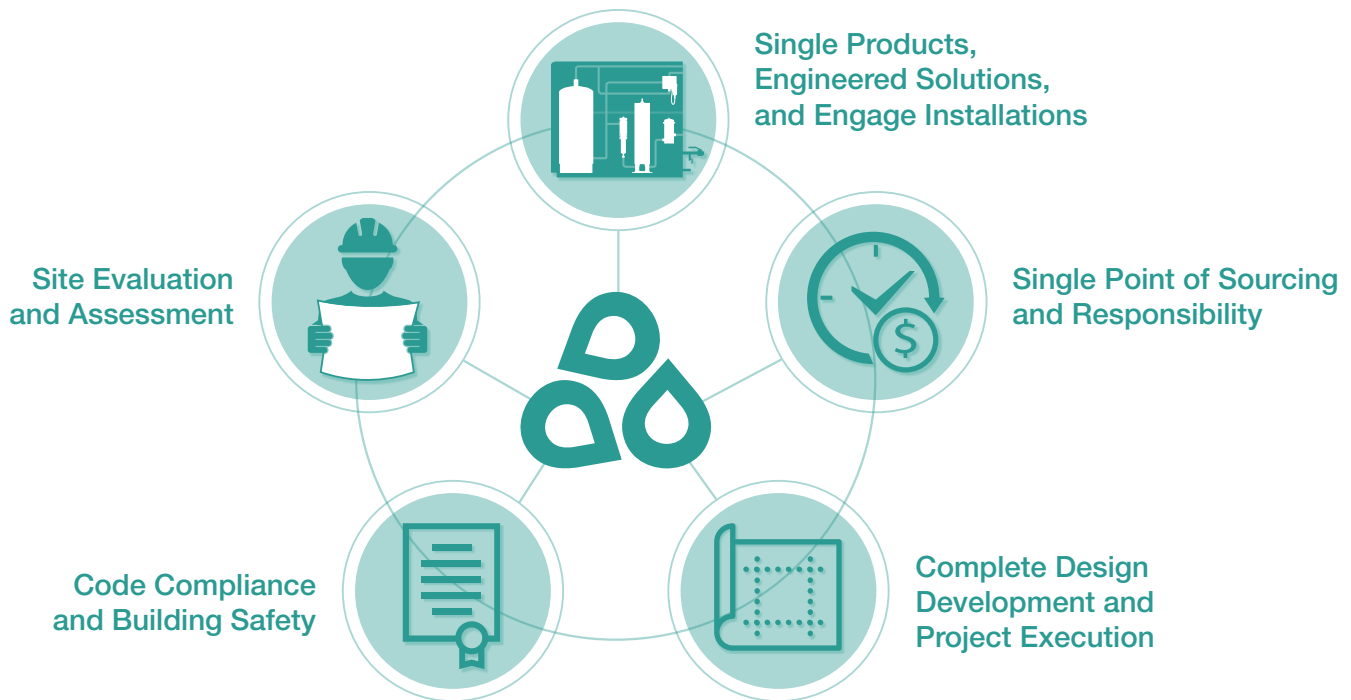 Single Products,
Engineered Solutions,
and Engage Installations
Single Point of Sourcing
and Responsibility
$
Complete Design
Development and
Project Execution
Code Compliance
and Building Safety
Site Evaluation
and Assessment